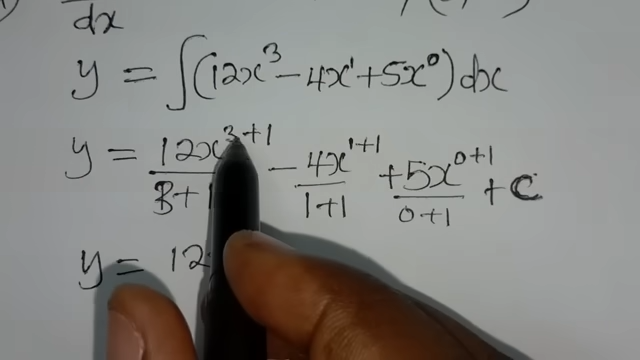 dx
y = ∫(12x³ - 4x¹ + 5x⁰)dx
y = 12x³⁺¹/3+1 - 4x¹⁺¹/1+1 + 5x⁰⁺¹/0+1 + C
y = 12